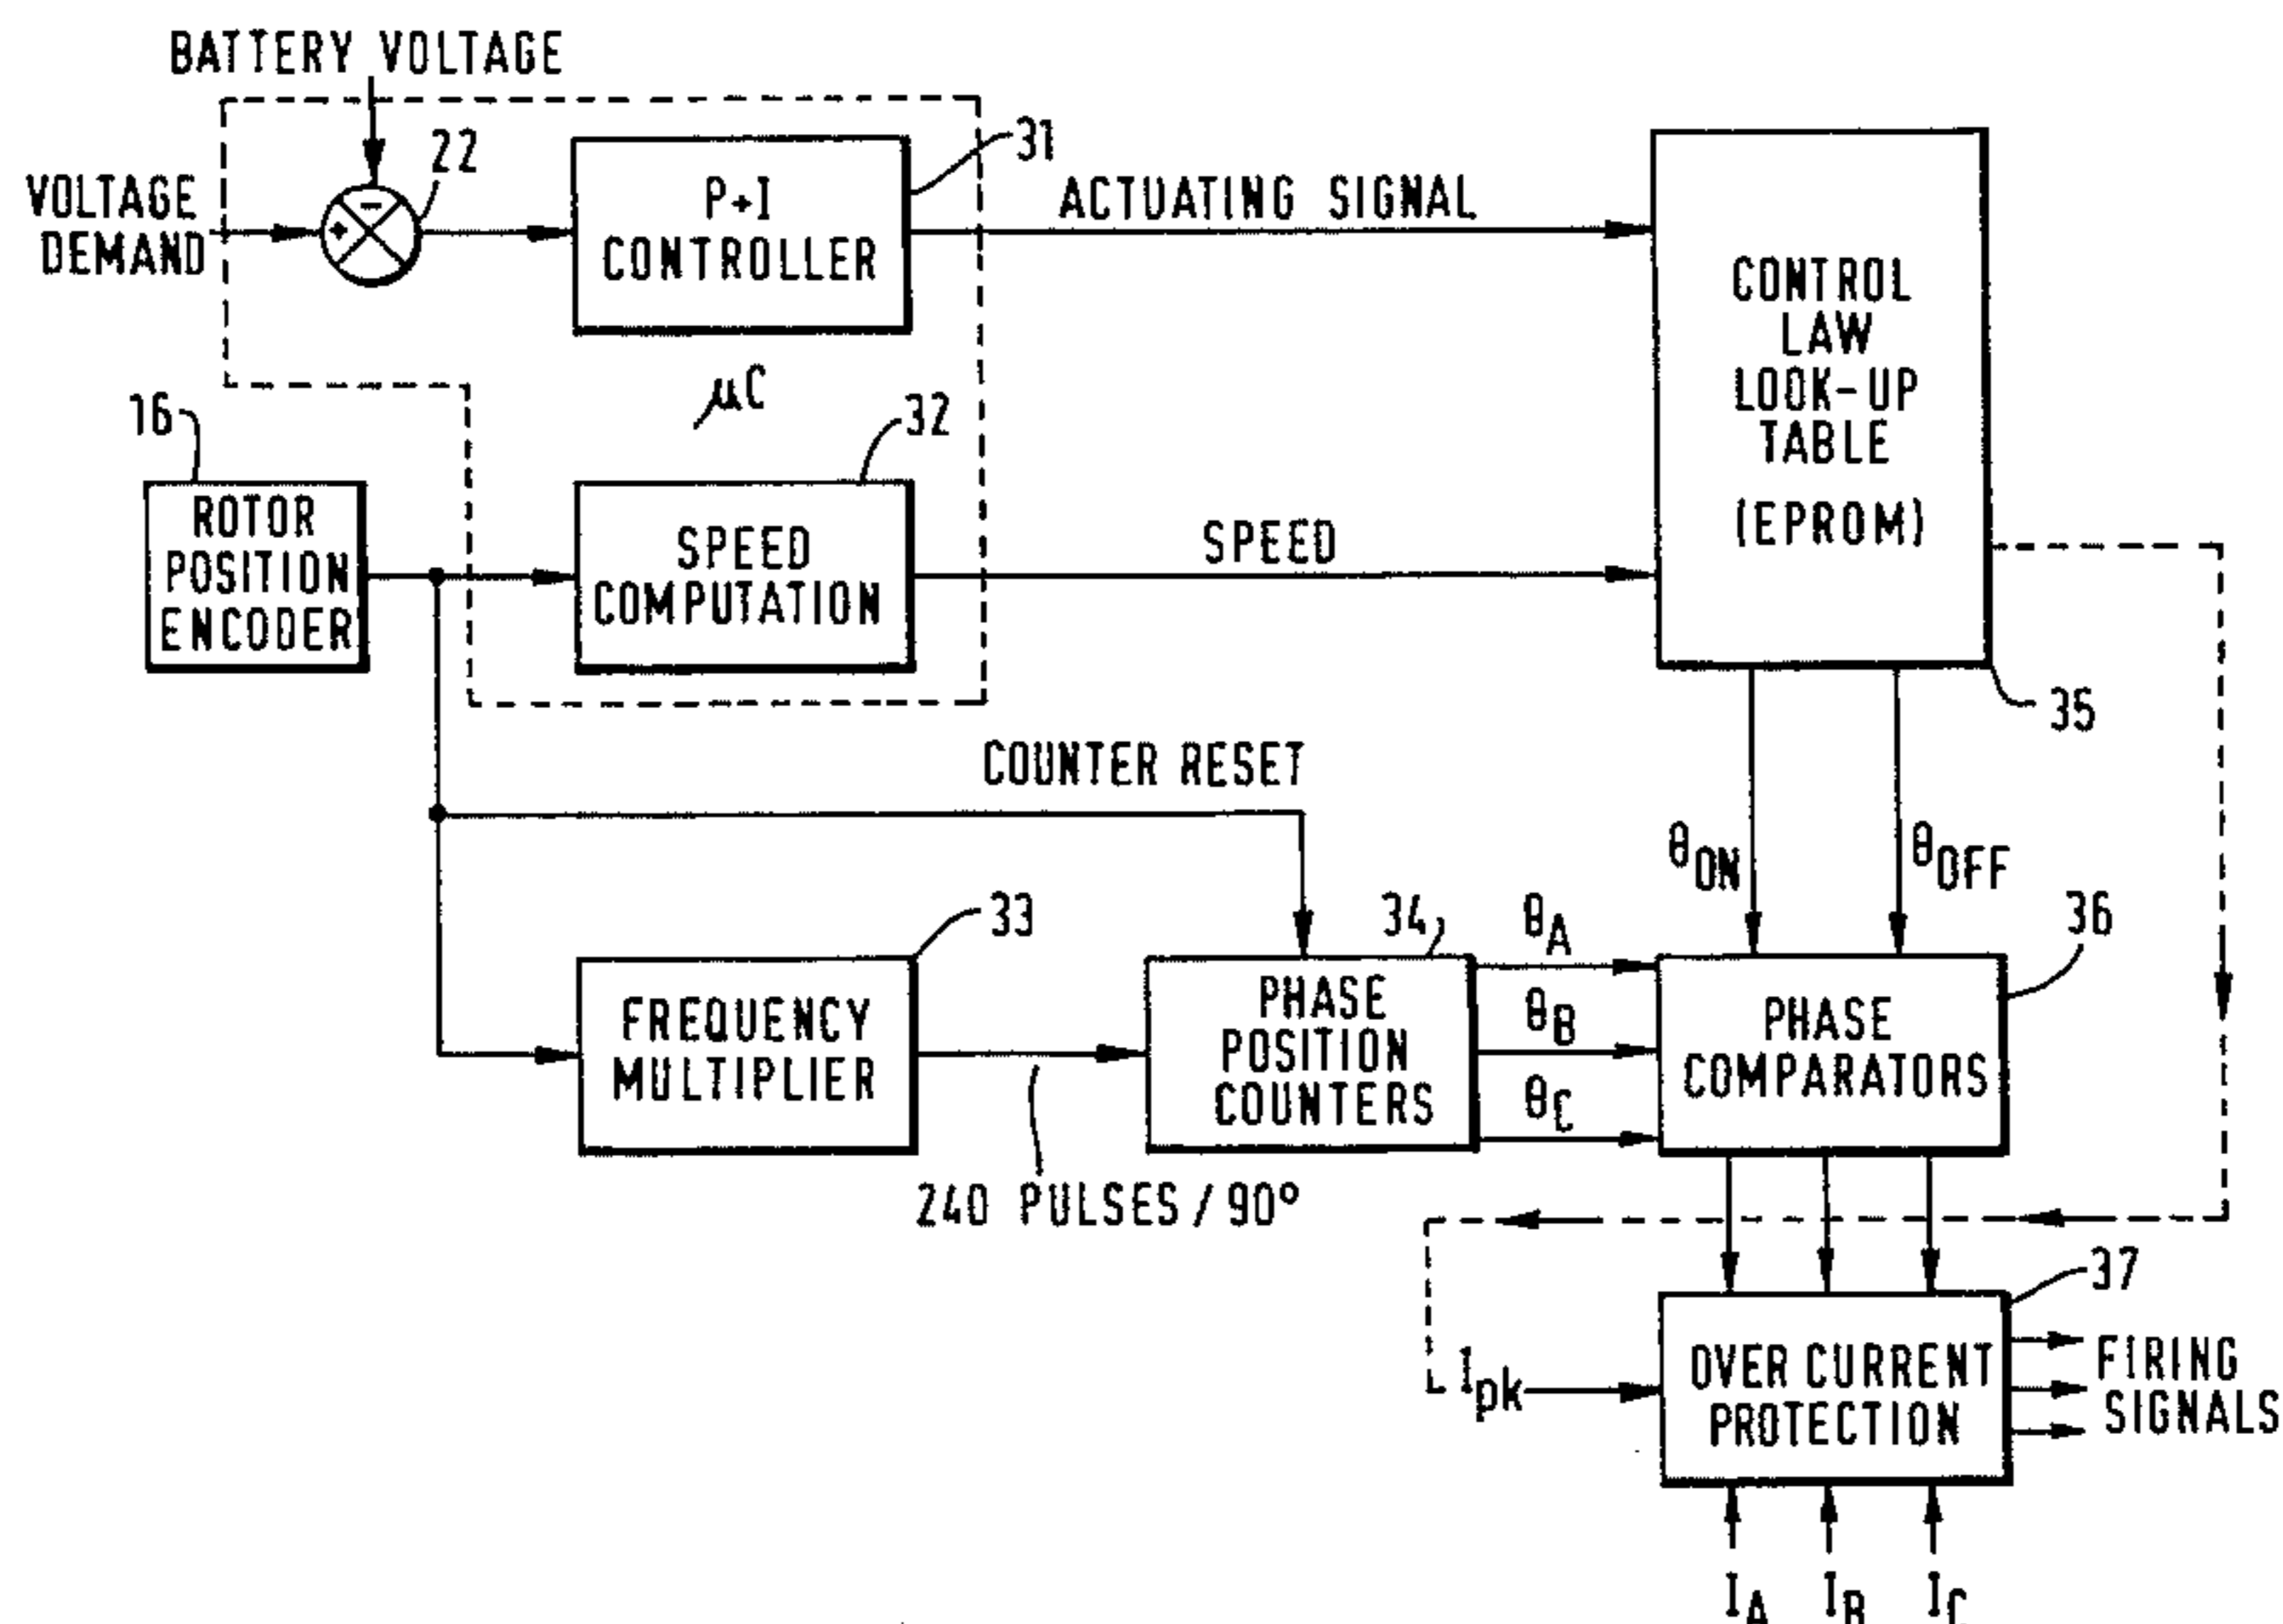 BATTERY VOLTAGE
22
31
VOLTAGE
DEMAND
+
-
P+I
CONTROLLER
ACTUATING SIGNAL
CONTROL
LAW
LOOK-UP
TABLE
(EPROM)
µC
16
32
ROTOR
POSITION
ENCODER
SPEED
COMPUTATION
SPEED
35
COUNTER RESET
θON
θOFF
33
34
θA
36
FREQUENCY
MULTIPLIER
PHASE
POSITION
COUNTERS
θB
θC
PHASE
COMPARATORS
240 PULSES / 90°
37
Ipk
OVER CURRENT
PROTECTION
FIRING
SIGNALS
IA
IB
IC